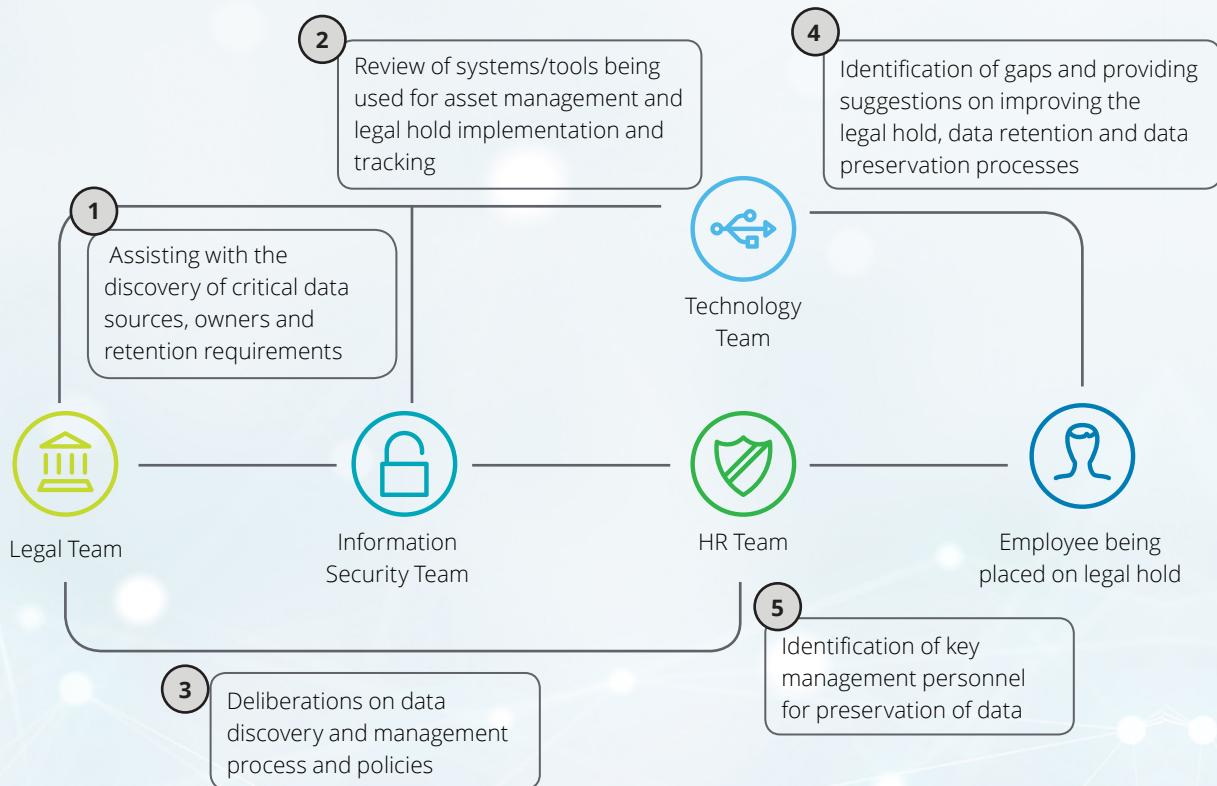 2
Review of systems/tools being
used for asset management and
legal hold implementation and
tracking
4
Identification of gaps and providing
suggestions on improving the
legal hold, data retention and data
preservation processes
1
Assisting with the
discovery of critical data
sources, owners and
retention requirements
Technology
Team
Legal Team
Information
Security Team
HR Team
Employee being
placed on legal hold
3
Deliberations on data
discovery and management
process and policies
5
Identification of key
management personnel
for preservation of data